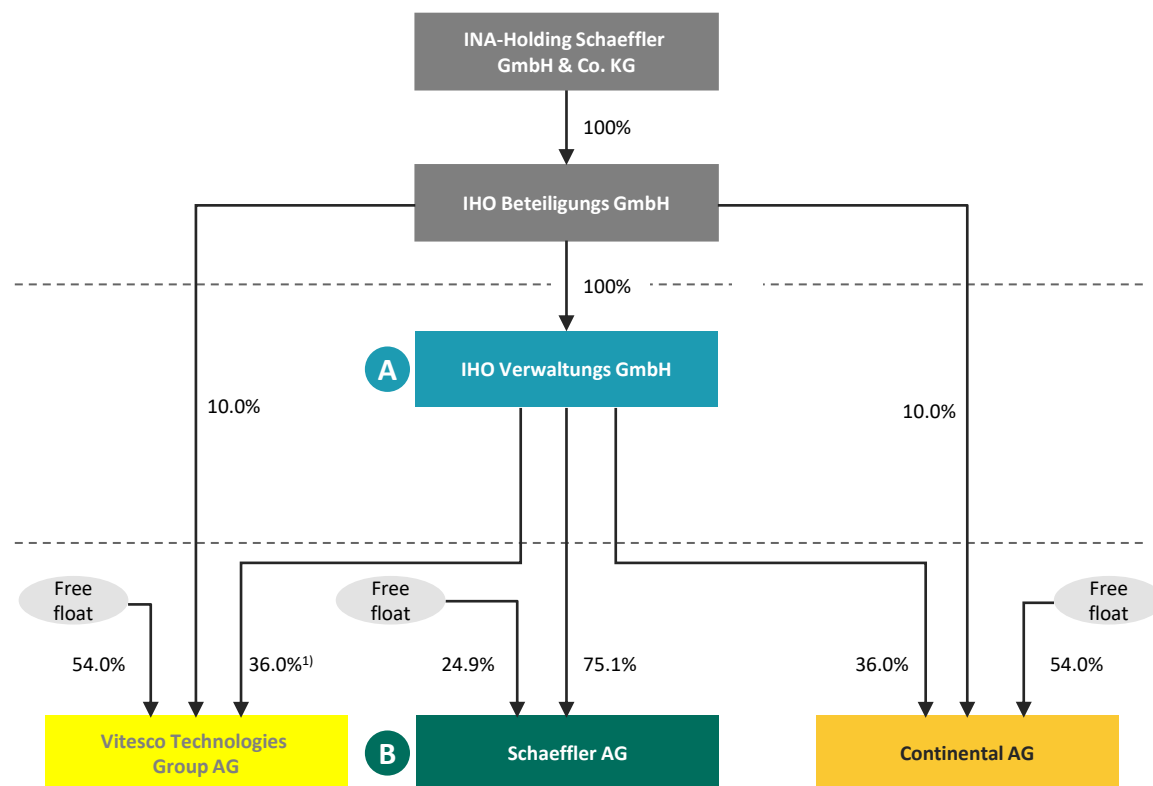 INA-Holding Schaeffler
GmbH & Co. KG
100%
IHO Beteiligungs GmbH
100%
A
IHO Verwaltungs GmbH
10.0%
10.0%
Free
float
Free
float
Free
float
54.0%
36.0%1)
24.9%
75.1%
36.0%
54.0%
Vitesco Technologies
Group AG
B
Schaeffler AG
Continental AG